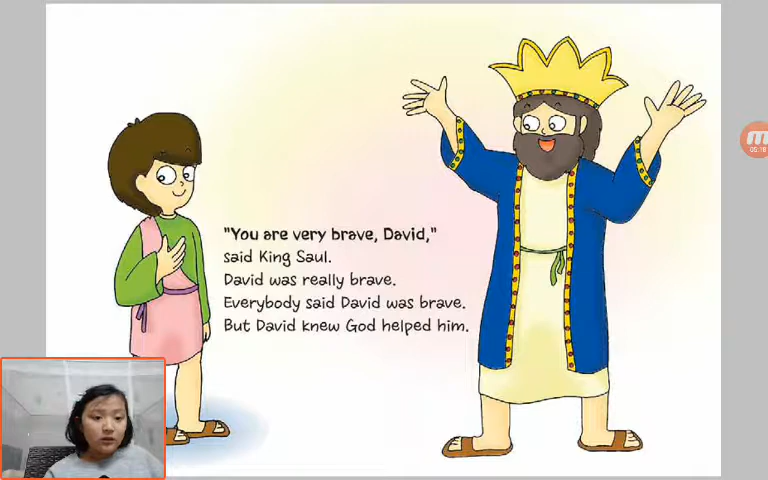 "You are very brave, David,"
said King Saul.
David was really brave.
Everybody said David was brave.
But David knew God helped him.